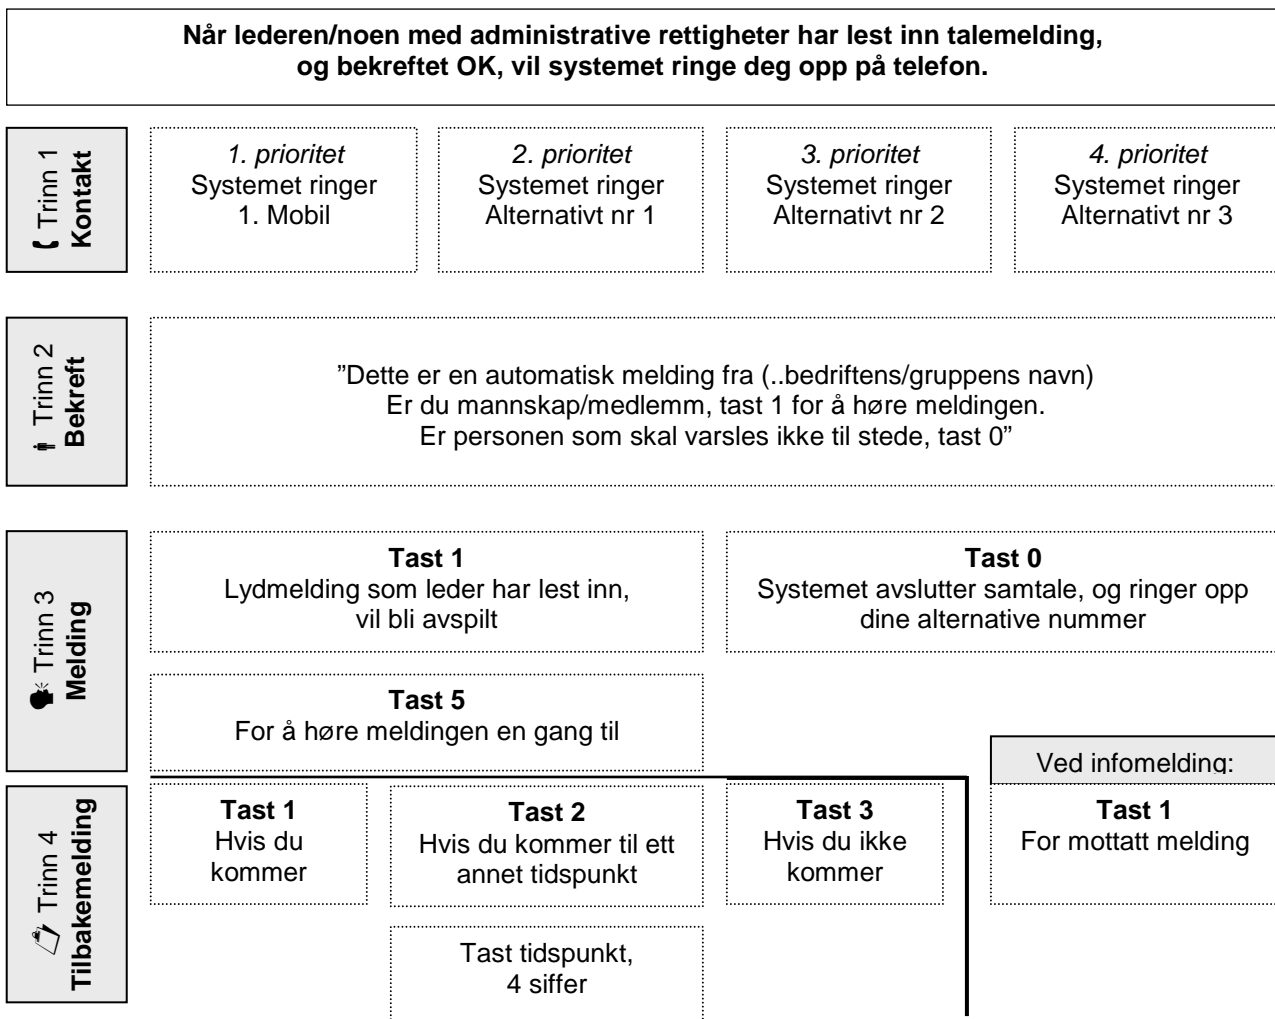 Når lederen/noen med administrative rettigheter har lest inn talemelding,
og bekreftet OK, vil systemet ringe deg opp på telefon.
Trinn 1
Kontakt
1. prioritet
Systemet ringer
1. Mobil
2. prioritet
Systemet ringer
Alternativt nr 1
3. prioritet
Systemet ringer
Alternativt nr 2
4. prioritet
Systemet ringer
Alternativt nr 3
Trinn 2
Bekreft
”Dette er en automatisk melding fra (..bedriftens/gruppens navn)
Er du mannskap/medlemm, tast 1 for å høre meldingen.
Er personen som skal varsles ikke til stede, tast 0”
Trinn 3
Melding
Tast 1
Lydmelding som leder har lest inn,
vil bli avspilt
Tast 0
Systemet avslutter samtale, og ringer opp
dine alternative nummer
Tast 5
For å høre meldingen en gang til
Trinn 4
Tilbakemelding
Tast 1
Hvis du
kommer
Tast 2
Hvis du kommer til ett
annet tidspunkt
Tast tidspunkt,
4 siffer
Tast 3
Hvis du ikke
kommer
Ved infomelding:
Tast 1
For mottatt melding